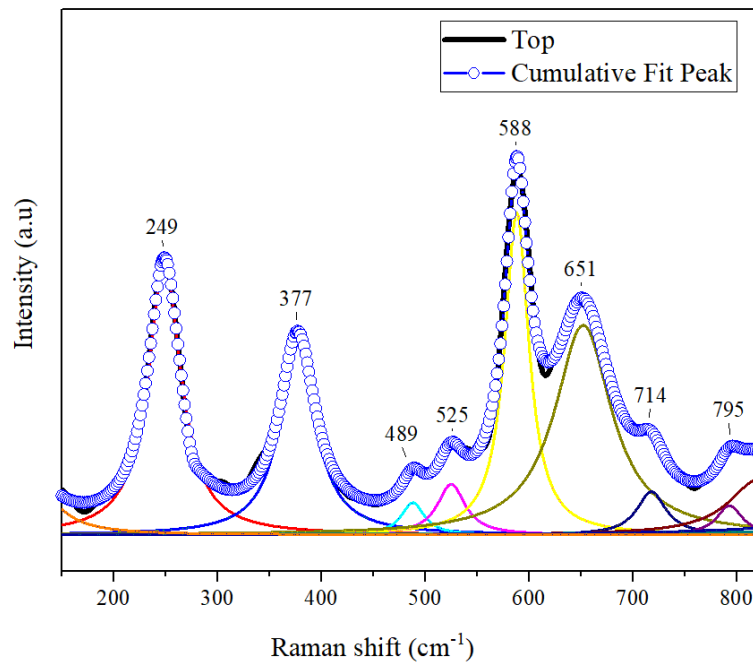 Top
Cumulative Fit Peak
588
249
651
377
714
795
525
489
Intensity (a.u)
200 300 400 500 600 700 800
Raman shift (cm⁻¹)